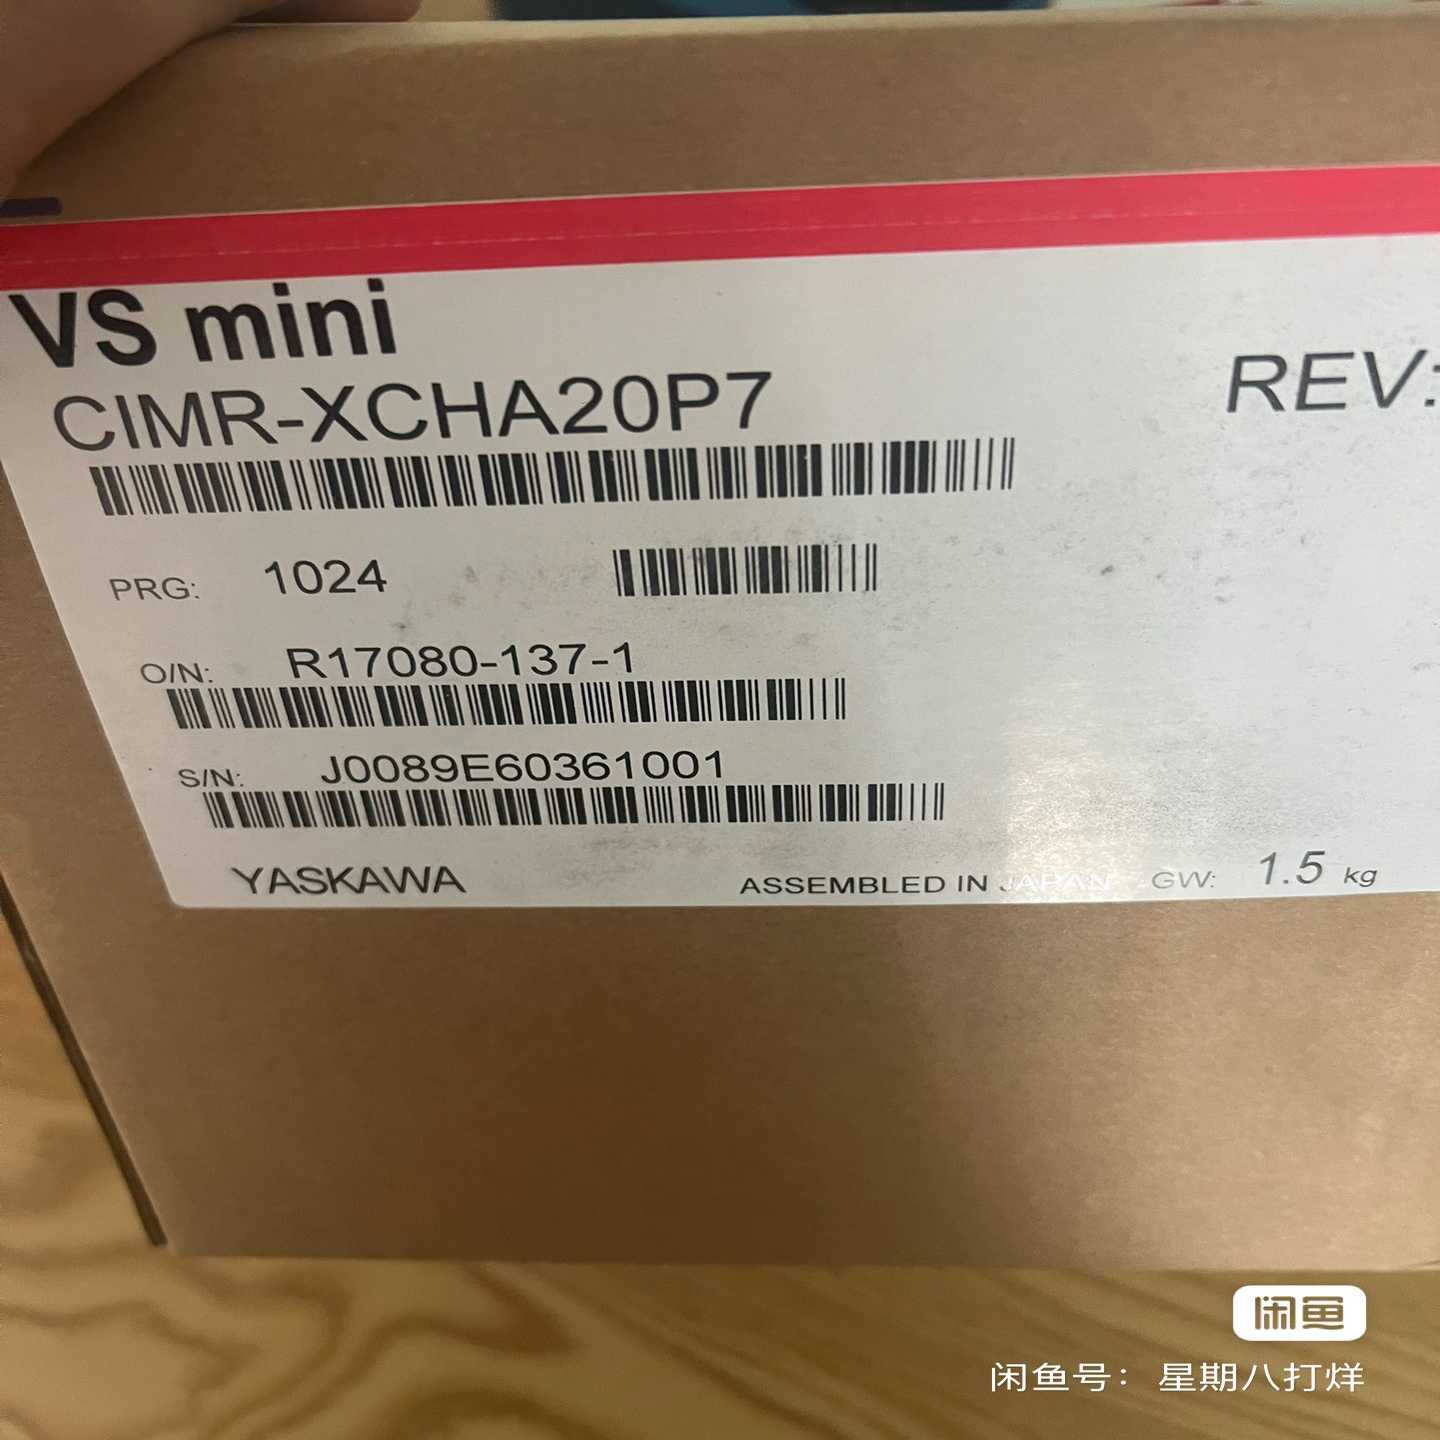 VS mini
CIMR-XCHA20P7
REV:
PRG: 1024
O/N: R17080-137-1
S/N: J0089E60361001
YASKAWA
ASSEMBLED IN JAPAN GW: 1.5 kg
闲鱼
闲鱼号：星期八打烊